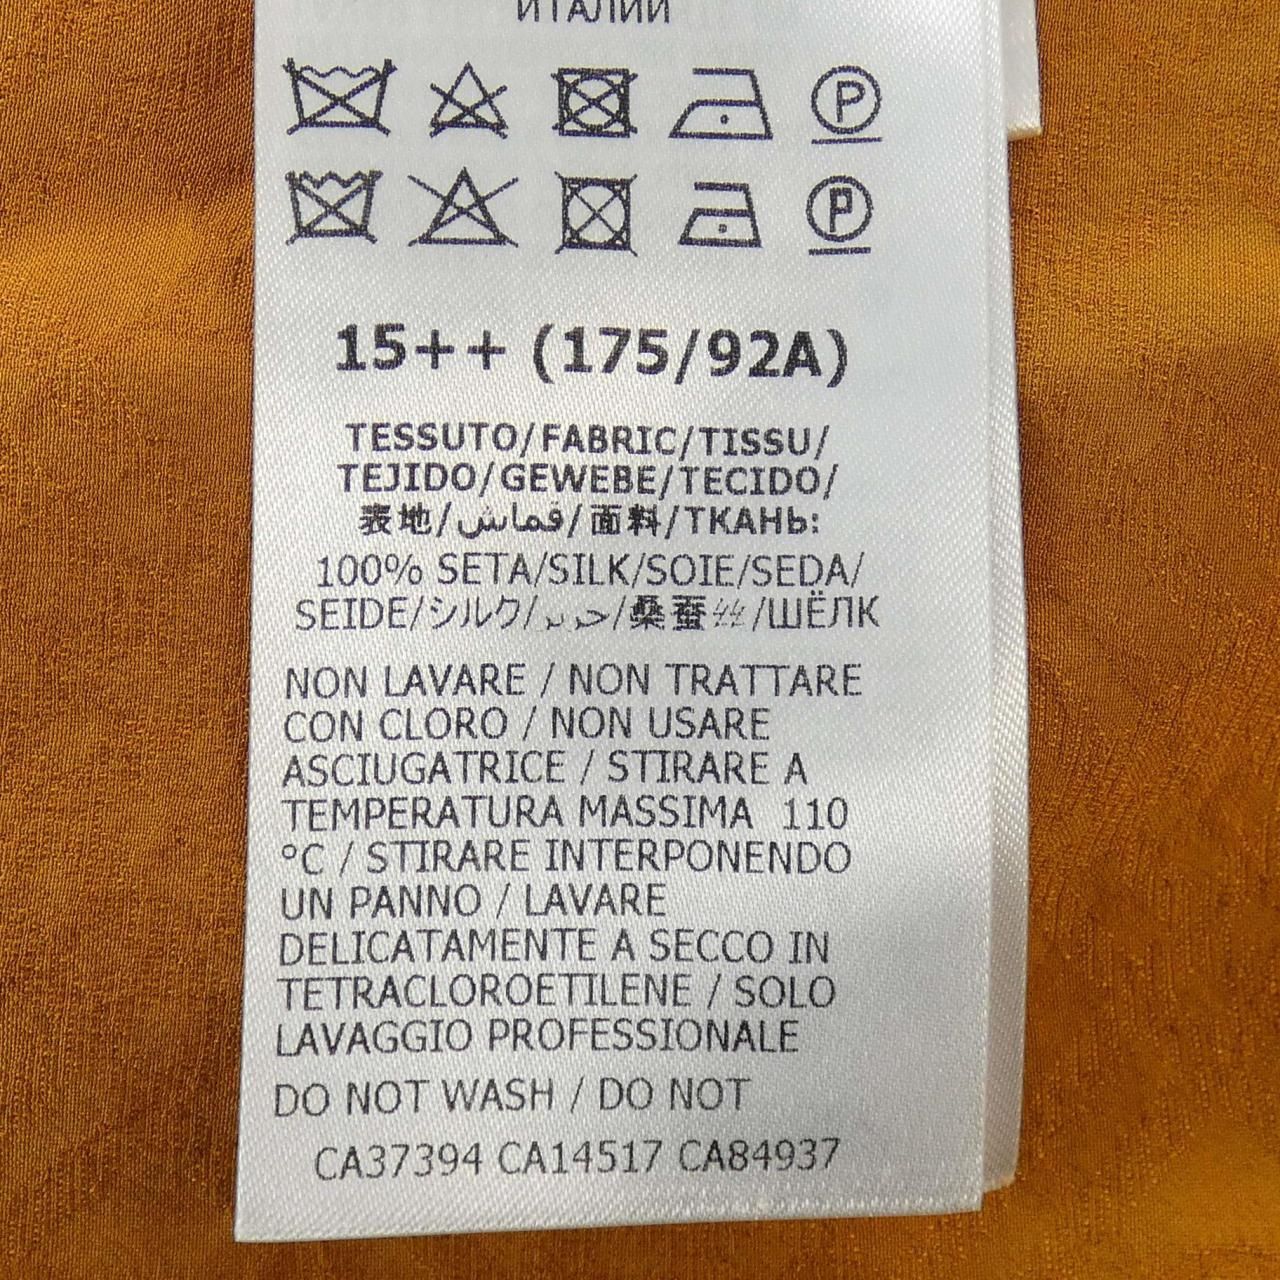 ИТАЛИИ
P
P
15++ (175/92A)
TESSUTO/FABRIC/TISSU/
TEJIDO/GEWEBE/TECIDO/
表地/قماش/面料/ТКАНЬ:
100% SETA/SILK/SOIE/SEDA/
SEIDE/シルク/حرير/桑蚕丝/ШЁЛК
NON LAVARE / NON TRATTARE
CON CLORO / NON USARE
ASCIUGATRICE / STIRARE A
TEMPERATURA MASSIMA 110
°C / STIRARE INTERPONENDO
UN PANNO / LAVARE
DELICATAMENTE A SECCO IN
TETRACLOROETILENE / SOLO
LAVAGGIO PROFESSIONALE
DO NOT WASH / DO NOT
CA37394 CA14517 CA84937